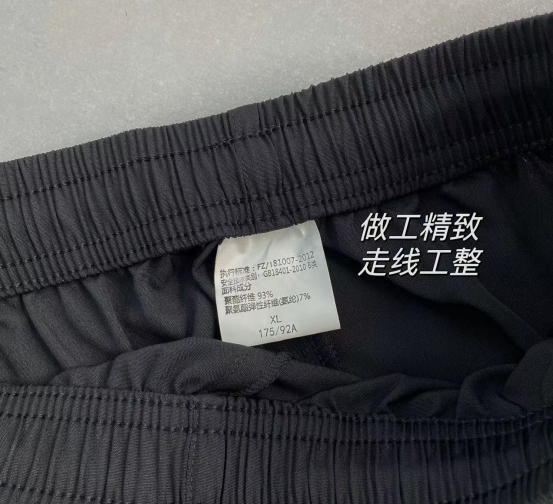 做工精致
走线工整
执行标准：FZ/T81007-2012
安全技术类别：GB18401-2010 B类
面料成分
聚酯纤维 93%
聚氨酯弹性纤维(氨纶)7%
XL
175/92A